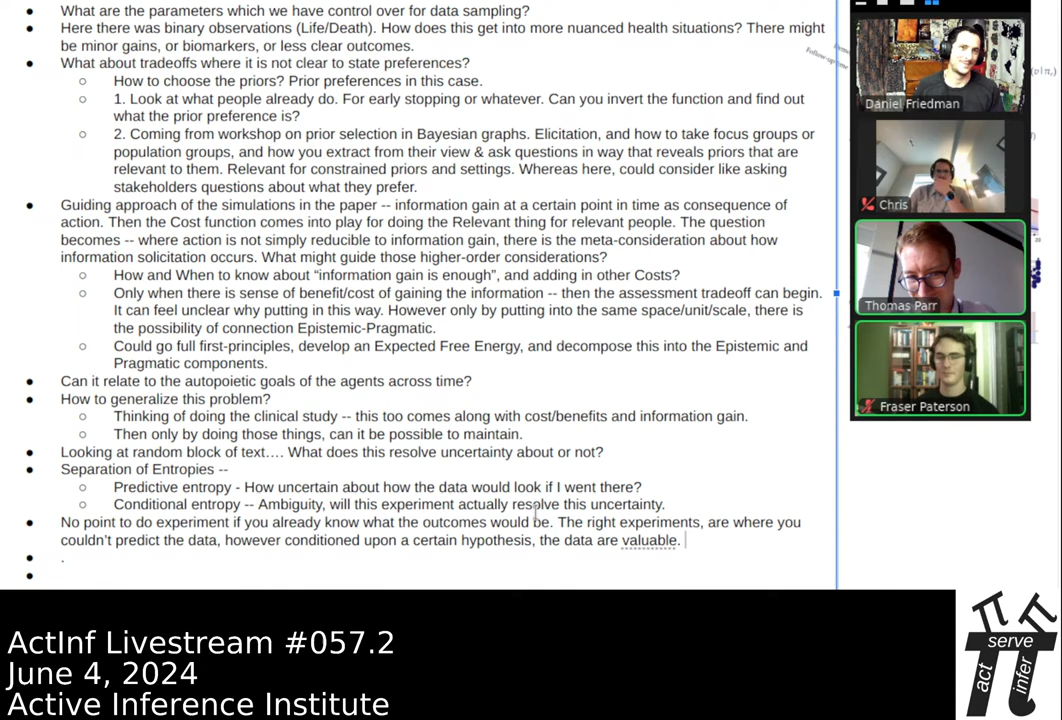 • What are the parameters which we have control over for data sampling?
• Here there was binary observations (Life/Death). How does this get into more nuanced health situations? There might
be minor gains, or biomarkers, or less clear outcomes.
• What about tradeoffs where it is not clear to state preferences?
○ How to choose the priors? Prior preferences in this case.
○ 1. Look at what people already do. For early stopping or whatever. Can you invert the function and find out
what the prior preference is?
○ 2. Coming from workshop on prior selection in Bayesian graphs. Elicitation, and how to take focus groups or
population groups, and how you extract from their view & ask questions in way that reveals priors that are
relevant to them. Relevant for constrained priors and settings. Whereas here, could consider like asking
stakeholders questions about what they prefer.
• Guiding approach of the simulations in the paper -- information gain at a certain point in time as consequence of
action. Then the Cost function comes into play for doing the Relevant thing for relevant people. The question
becomes -- where action is not simply reducible to information gain, there is the meta-consideration about how
information solicitation occurs. What might guide those higher-order considerations?
○ How and When to know about “information gain is enough”, and adding in other Costs?
○ Only when there is sense of benefit/cost of gaining the information -- then the assessment tradeoff can begin.
It can feel unclear why putting in this way. However only by putting into the same space/unit/scale, there is
the possibility of connection Epistemic-Pragmatic.
○ Could go full first-principles, develop an Expected Free Energy, and decompose this into the Epistemic and
Pragmatic components.
• Can it relate to the autopoietic goals of the agents across time?
• How to generalize this problem?
○ Thinking of doing the clinical study -- this too comes along with cost/benefits and information gain.
○ Then only by doing those things, can it be possible to maintain.
• Looking at random block of text…. What does this resolve uncertainty about or not?
• Separation of Entropies --
○ Predictive entropy - How uncertain about how the data would look if I went there?
○ Conditional entropy -- Ambiguity, will this experiment actually resolve this uncertainty.
• No point to do experiment if you already know what the outcomes would be. The right experiments, are where you
couldn’t predict the data, however conditioned upon a certain hypothesis, the data are valuable.
• .
•
Follow-up time
Daniel Friedman
Chris
Thomas Parr
Fraser Paterson
20
ActInf Livestream #057.2
June 4, 2024
Active Inference Institute
π π
serve
act
infer